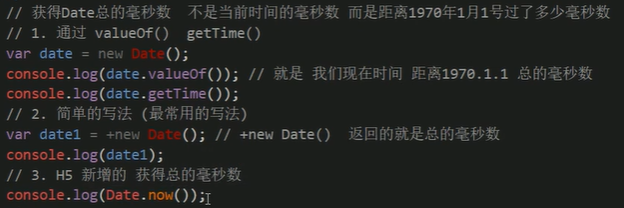 // 获得Date总的毫秒数  不是当前时间的毫秒数 而是距离1970年1月1号过了多少毫秒数
// 1. 通过 valueOf()  getTime()
var date = new Date();
console.log(date.valueOf()); // 就是 我们现在时间 距离1970.1.1 总的毫秒数
console.log(date.getTime());
// 2. 简单的写法 (最常用的写法)
var date1 = +new Date(); // +new Date()  返回的就是总的毫秒数
console.log(date1);
// 3. H5 新增的 获得总的毫秒数
console.log(Date.now());